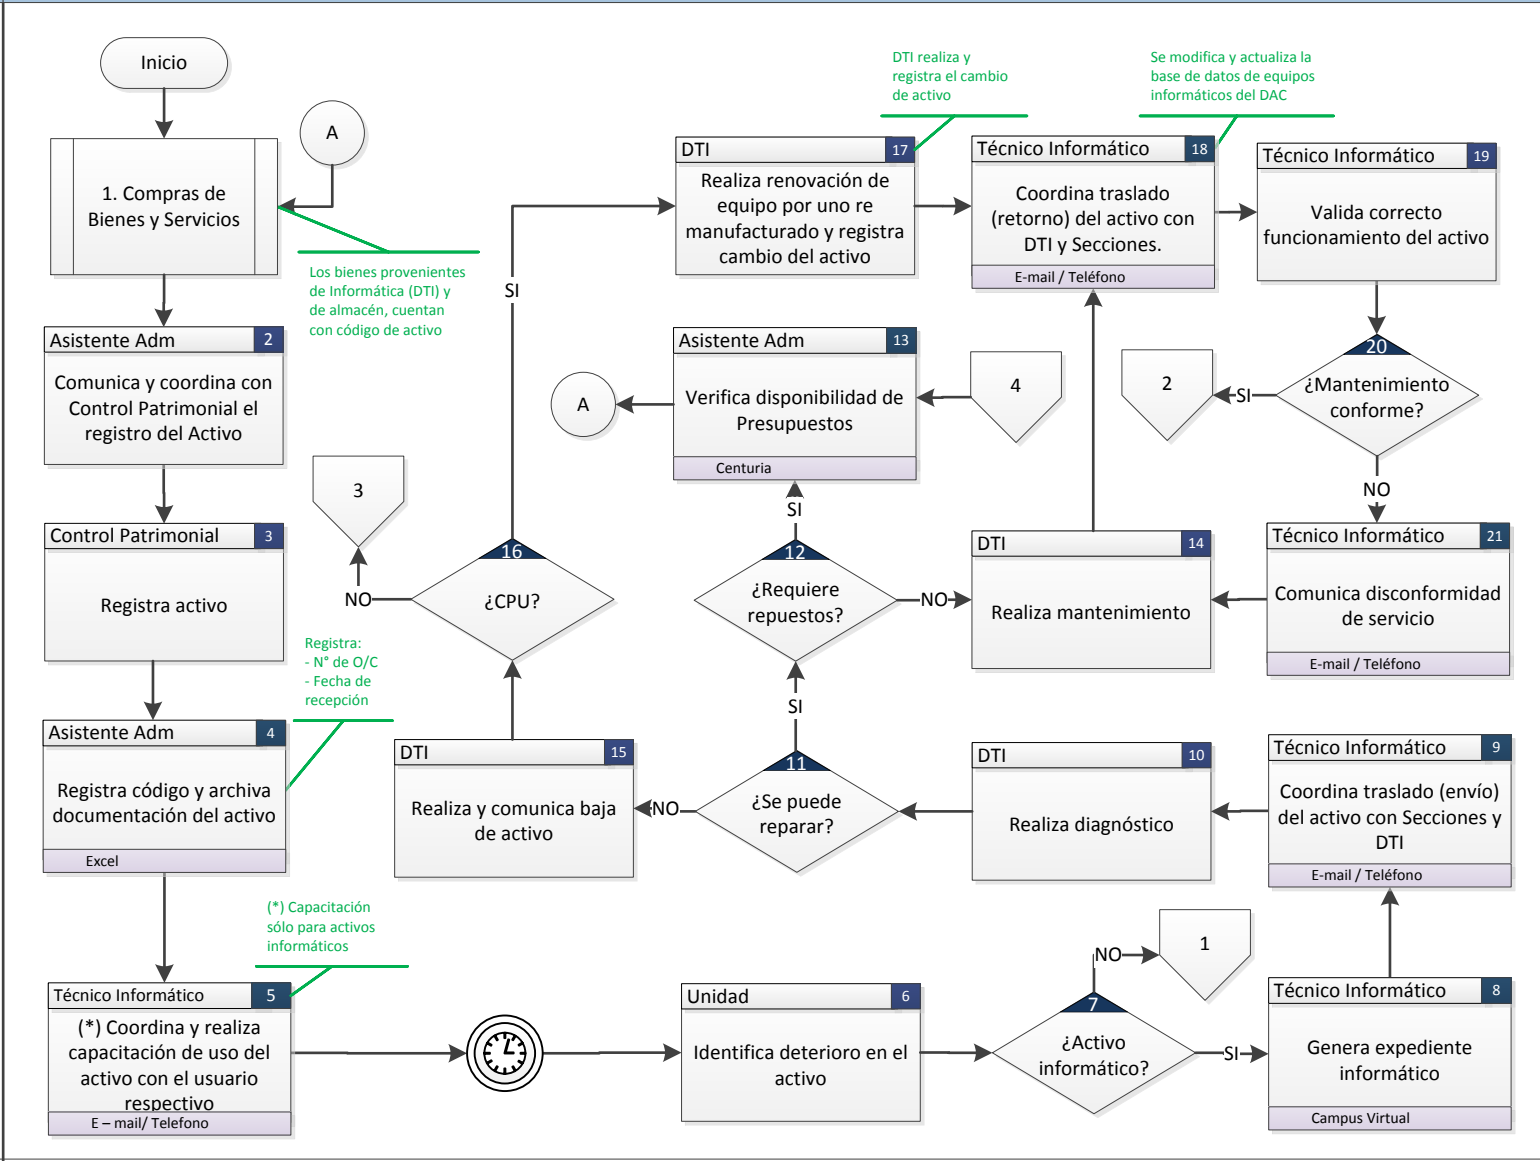 Inicio
A
1. Compras de
Bienes y Servicios
Los bienes provenientes
de Informática (DTI) y
de almacén, cuentan
con código de activo
Asistente Adm
2
Comunica y coordina con
Control Patrimonial el
registro del Activo
Control Patrimonial
3
Registra activo
Registra:
- N° de O/C
- Fecha de
recepción
Asistente Adm
4
Registra código y archiva
documentación del activo
Excel
(*) Capacitación
sólo para activos
informáticos
Técnico Informático
5
(*) Coordina y realiza
capacitación de uso del
activo con el usuario
respectivo
E – mail/ Telefono
Unidad
6
Identifica deterioro en el
activo
7
¿Activo
informático?
NO
1
SI
Técnico Informático
8
Genera expediente
informático
Campus Virtual
Técnico Informático
9
Coordina traslado (envío)
del activo con Secciones y
DTI
E-mail / Teléfono
DTI
10
Realiza diagnóstico
11
¿Se puede
reparar?
NO
SI
DTI
15
Realiza y comunica baja
de activo
12
¿Requiere
repuestos?
SI
NO
Asistente Adm
13
Verifica disponibilidad de
Presupuestos
Centuria
4
A
DTI
14
Realiza mantenimiento
16
¿CPU?
NO
3
SI
DTI
17
Realiza renovación de
equipo por uno re
manufacturado y registra
cambio del activo
DTI realiza y
registra el cambio
de activo
Técnico Informático
18
Coordina traslado
(retorno) del activo con
DTI y Secciones.
E-mail / Teléfono
Se modifica y actualiza la
base de datos de equipos
informáticos del DAC
Técnico Informático
19
Valida correcto
funcionamiento del activo
20
¿Mantenimiento
conforme?
SI
2
NO
Técnico Informático
21
Comunica disconformidad
de servicio
E-mail / Teléfono